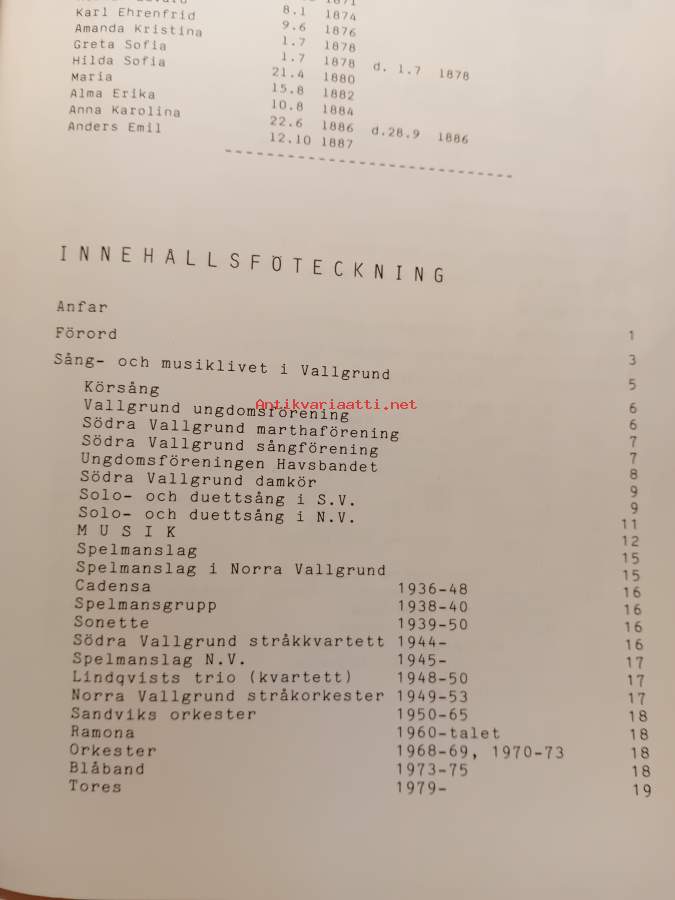 8.1 1874
Karl Ehrenfrid 9.6 1876
Amanda Kristina 1.7 1878
Greta Sofia 1.7 1878 d. 1.7 1878
Hilda Sofia 21.4 1880
Maria 15.8 1882
Alma Erika 10.8 1884
Anna Karolina 22.6 1886 d.28.9 1886
Anders Emil 12.10 1887
INNEHALLSFÖTECKNING
Anfar 1
Förord 3
Sång- och musiklivet i Vallgrund 5
Körsång 6
Antikvariaatti.net
Vallgrund ungdomsförening 6
Södra Vallgrund marthaförening 7
Södra Vallgrund sångförening 7
Ungdomsföreningen Havsbandet 8
Södra Vallgrund damkör 9
Solo- och duettsång i S.V. 9
Solo- och duettsång i N.V. 11
M U S I K 12
Spelmanslag 15
Spelmanslag i Norra Vallgrund 15
Cadensa 1936-48 16
Spelmansgrupp 1938-40 16
Sonette 1939-50 16
Södra Vallgrund stråkkvartett 1944- 16
Spelmanslag N.V. 1945- 17
Lindqvists trio (kvartett) 1948-50 17
Norra Vallgrund stråkorkester 1949-53 17
Sandviks orkester 1950-65 18
Ramona 1960-talet 18
Orkester 1968-69, 1970-73 18
Blåband 1973-75 18
Tores 1979- 19